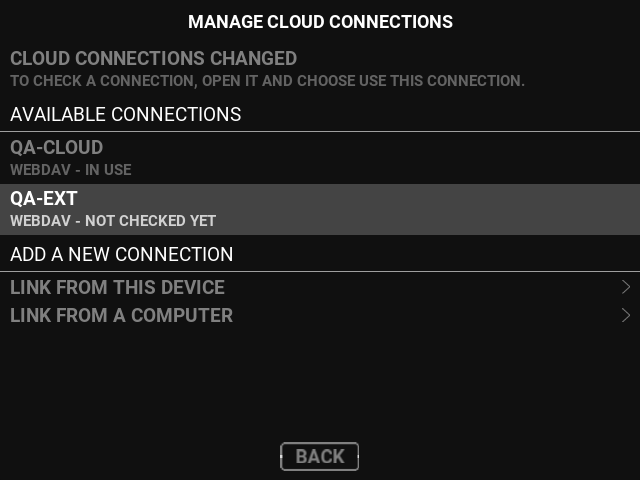 MANAGE CLOUD CONNECTIONS
CLOUD CONNECTIONS CHANGED
TO CHECK A CONNECTION, OPEN IT AND CHOOSE USE THIS CONNECTION.
AVAILABLE CONNECTIONS
QA-CLOUD
WEBDAV - IN USE
QA-EXT
WEBDAV - NOT CHECKED YET
ADD A NEW CONNECTION
LINK FROM THIS DEVICE
LINK FROM A COMPUTER
BACK